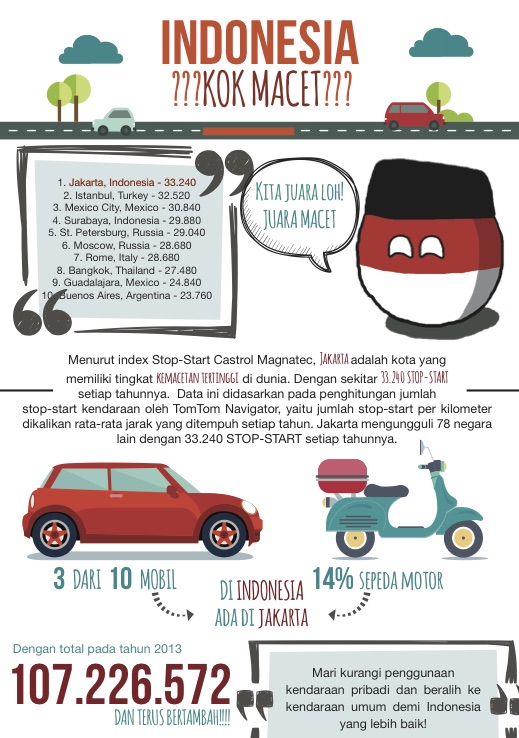 INDONESIA
???KOK MACET???
1. Jakarta, Indonesia - 33.240
2. Istanbul, Turkey - 32.520
3. Mexico City, Mexico - 30.840
4. Surabaya, Indonesia - 29.880
5. St. Petersburg, Russia - 29.040
6. Moscow, Russia - 28.680
7. Rome, Italy - 28.680
8. Bangkok, Thailand - 27.480
9. Guadalajara, Mexico - 24.840
10. Buenos Aires, Argentina - 23.760
KITA JUARA LOH!
JUARA MACET
Menurut index Stop-Start Castrol Magnatec, JAKARTA adalah kota yang
memiliki tingkat KEMACETAN TERTINGGI di dunia. Dengan sekitar 33.240 STOP-START
setiap tahunnya. Data ini didasarkan pada penghitungan jumlah
stop-start kendaraan oleh TomTom Navigator, yaitu jumlah stop-start per kilometer
dikalikan rata-rata jarak yang ditempuh setiap tahun. Jakarta mengungguli 78 negara
lain dengan 33.240 STOP-START setiap tahunnya.
3 DARI 10 MOBIL
14% SEPEDA MOTOR
DI INDONESIA
ADA DI JAKARTA
Dengan total pada tahun 2013
107.226.572
DAN TERUS BERTAMBAH!!!!
Mari kurangi penggunaan
kendaraan pribadi dan beralih ke
kendaraan umum demi Indonesia
yang lebih baik!